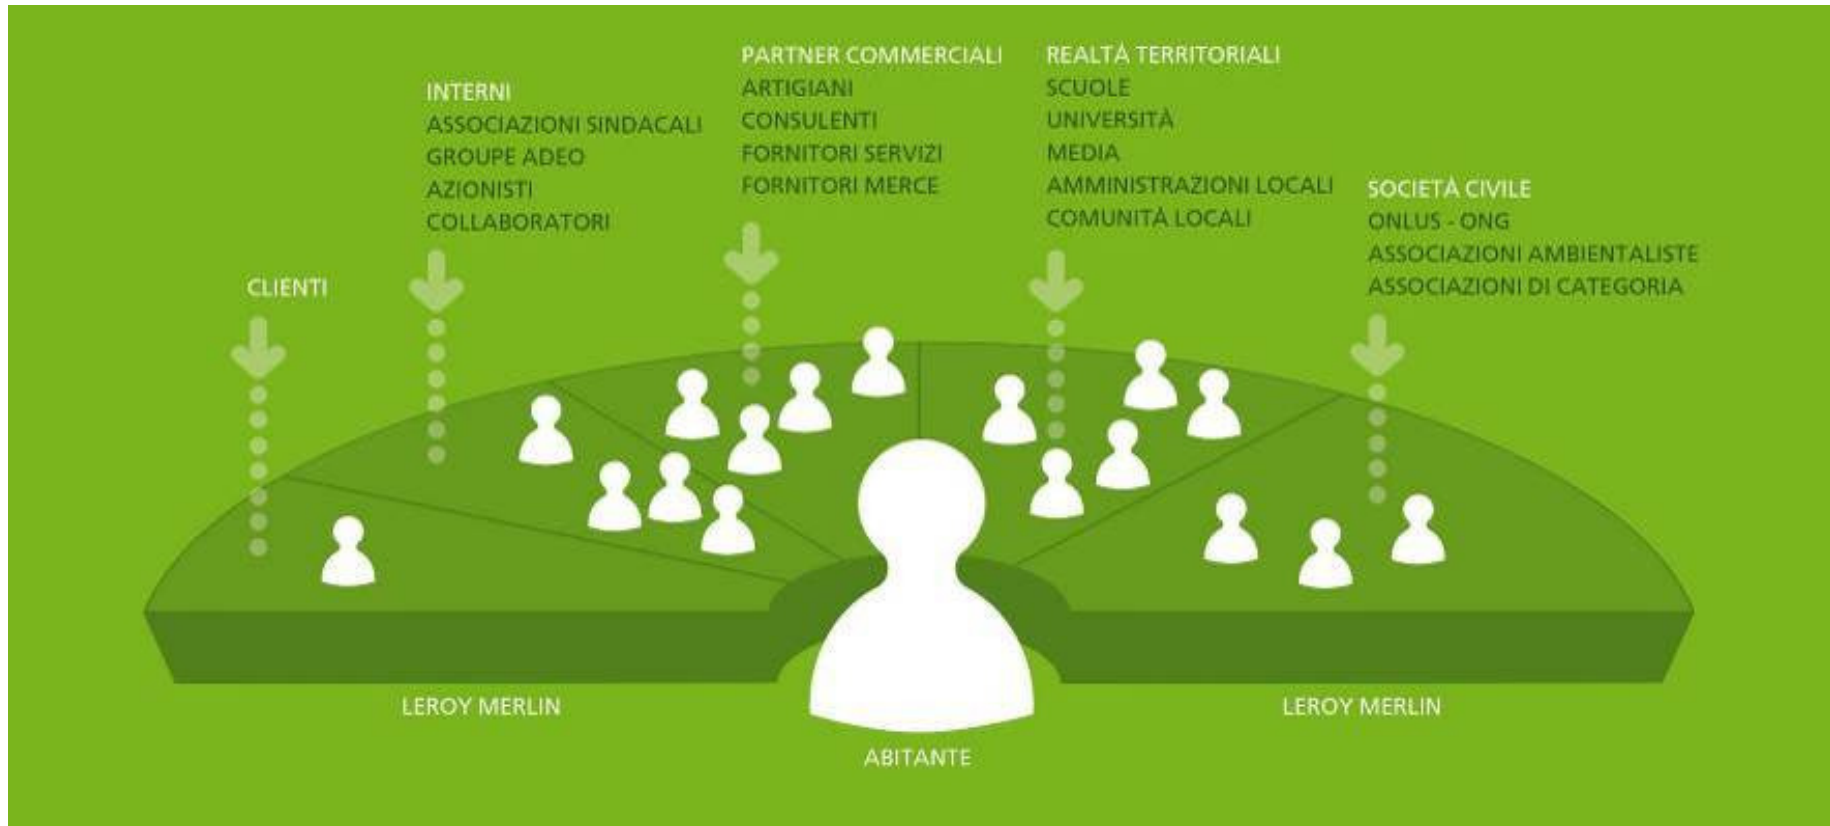 CLIENTI
INTERNI
ASSOCIAZIONI SINDACALI
GROUPE ADEO
AZIONISTI
COLLABORATORI
PARTNER COMMERCIALI
ARTIGIANI
CONSULENTI
FORNITORI SERVIZI
FORNITORI MERCE
REALTÀ TERRITORIALI
SCUOLE
UNIVERSITÀ
MEDIA
AMMINISTRAZIONI LOCALI
COMUNITÀ LOCALI
SOCIETÀ CIVILE
ONLUS - ONG
ASSOCIAZIONI AMBIENTALISTE
ASSOCIAZIONI DI CATEGORIA
LEROY MERLIN
LEROY MERLIN
ABITANTE